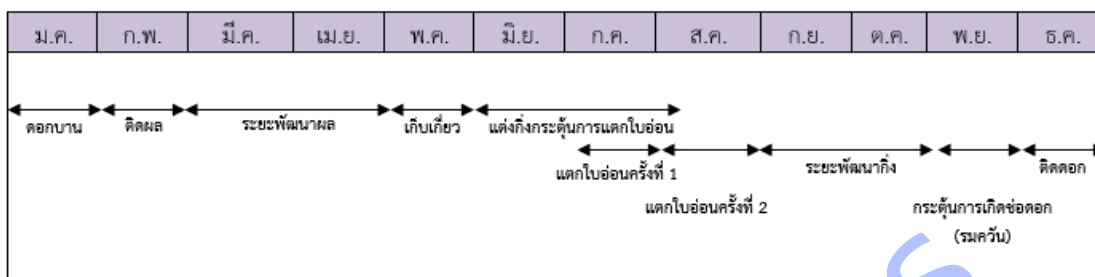 ม.ค. ก.พ. มี.ค. เม.ย. พ.ค. มิ.ย. ก.ค. ส.ค. ก.ย. ต.ค. พ.ย. ธ.ค.
ดอกบาน ติดผล ระยะพัฒนาผล เก็บเกี่ยว แต่งกิ่งกระตุ้นการแตกใบอ่อน
แตกใบอ่อนครั้งที่ 1 ระยะพัฒนากิ่ง ติดดอก
แตกใบอ่อนครั้งที่ 2 กระตุ้นการเกิดช่อดอก
(รมควัน)